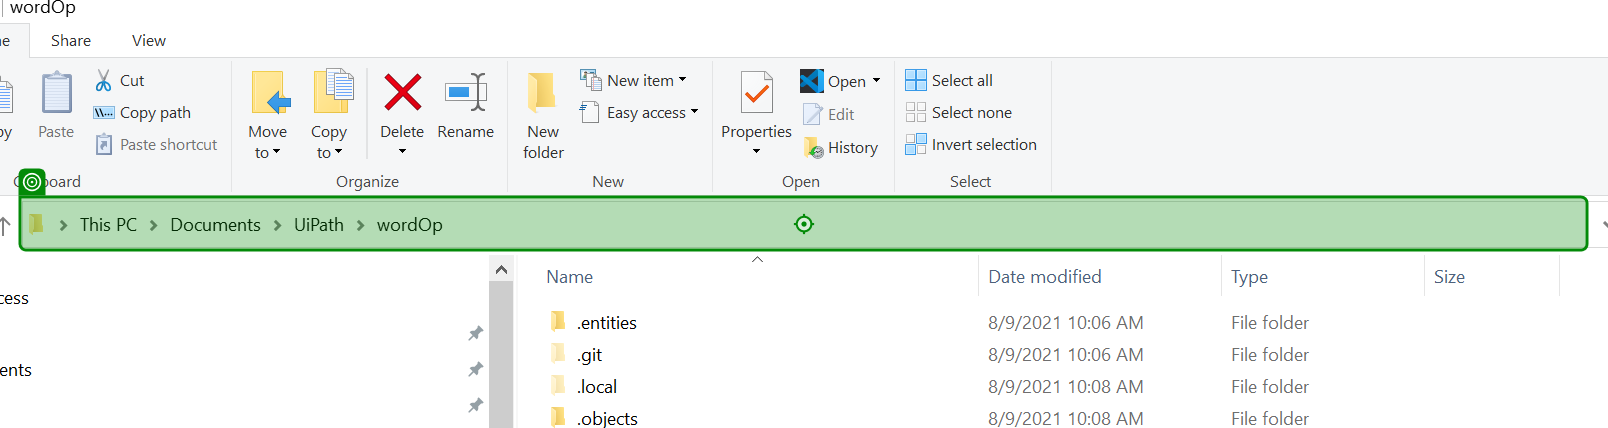 wordOp
Share View
Cut
Copy path
Paste shortcut
Paste
Move to
Copy to
Delete
Rename
Organize
New folder
New item
Easy access
New
Properties
Open
Edit
History
Open
Select all
Select none
Invert selection
Select
This PC > Documents > UiPath > wordOp
Name Date modified Type Size
.entities 8/9/2021 10:06 AM File folder
.git 8/9/2021 10:06 AM File folder
.local 8/9/2021 10:08 AM File folder
.objects 8/9/2021 10:08 AM File folder